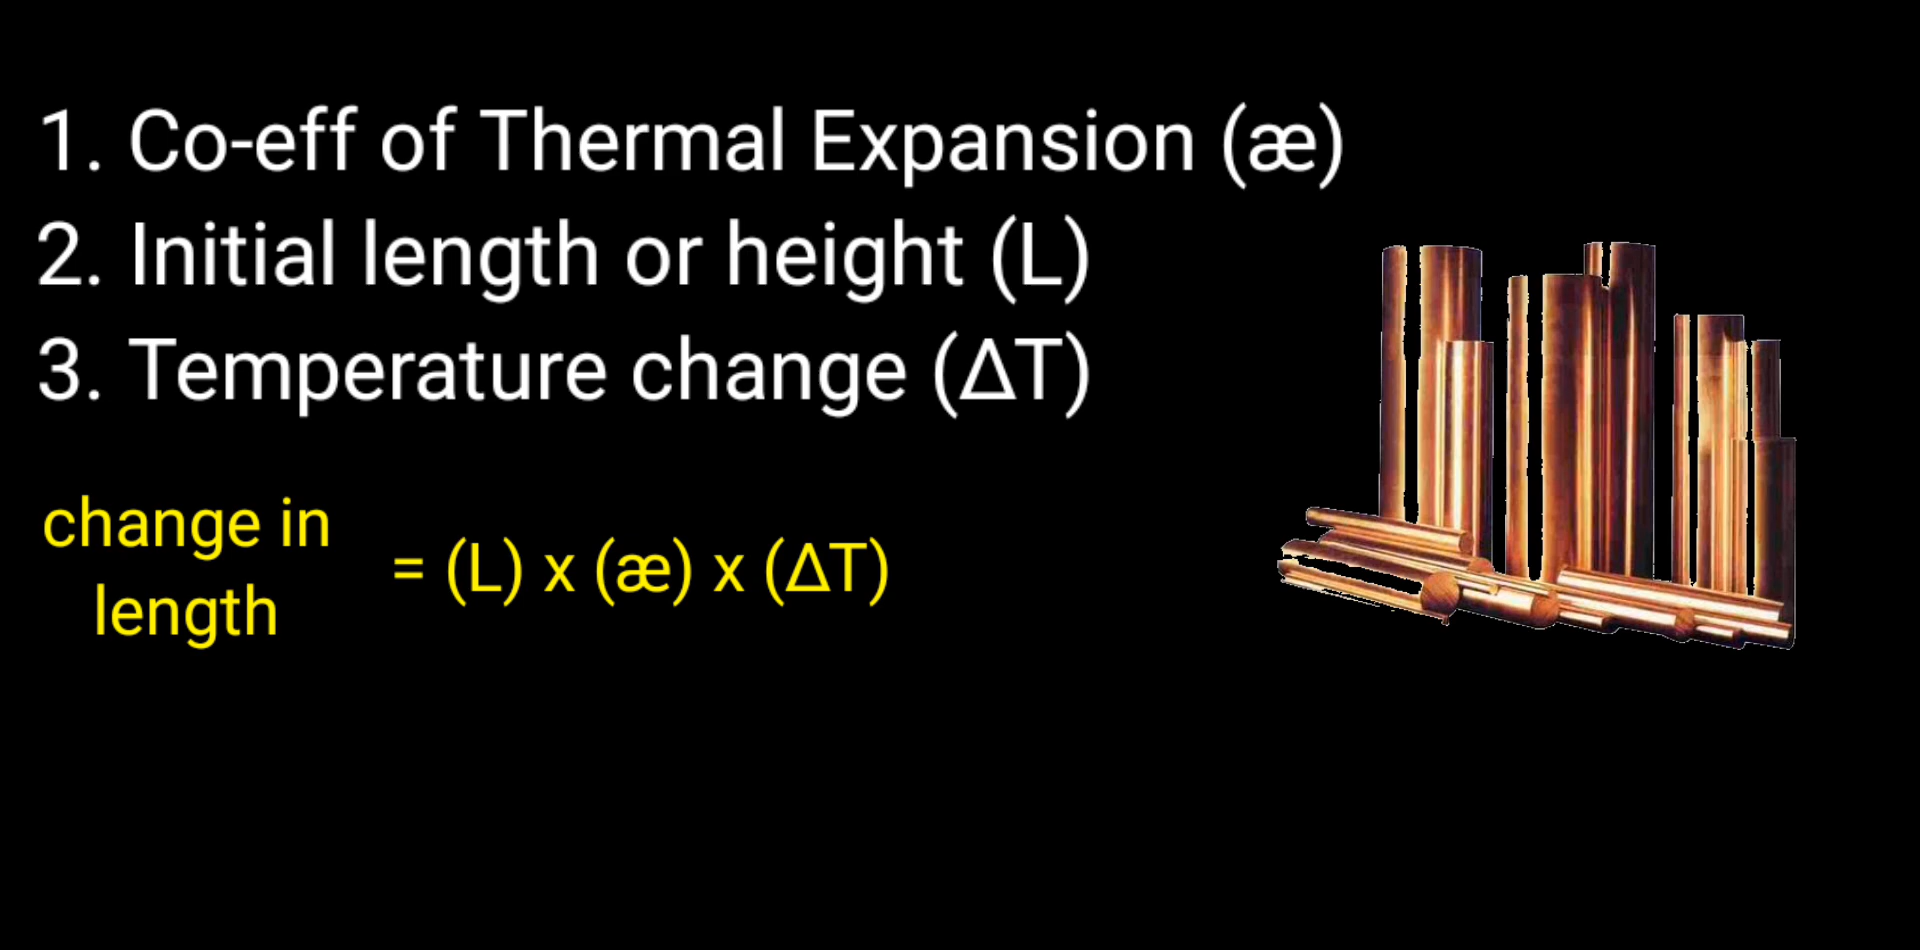 1. Co-eff of Thermal Expansion (æ)
2. Initial length or height (L)
3. Temperature change (ΔT)
change in
length
= (L) x (æ) x (ΔT)